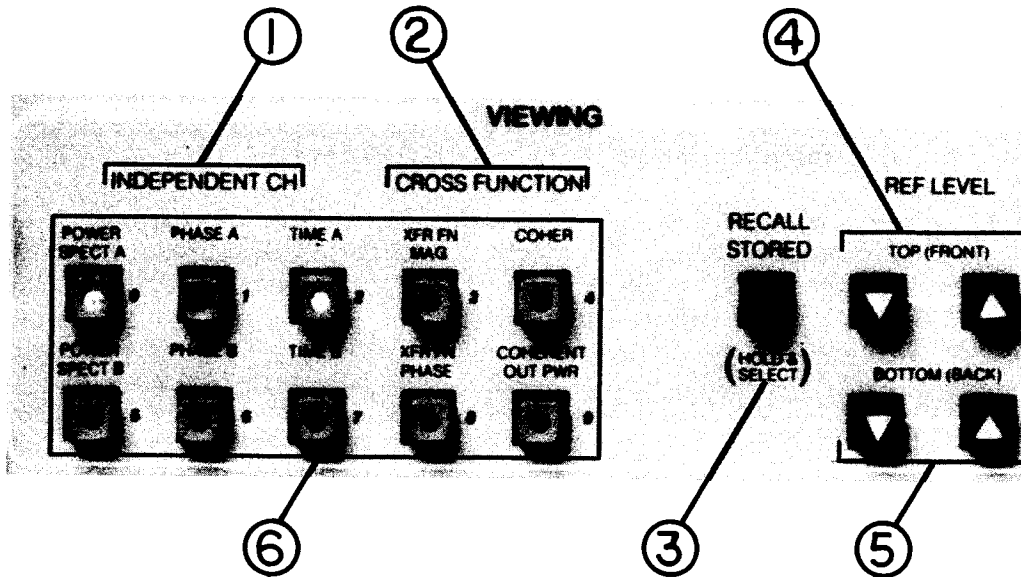 1 2 4
VIEWING
INDEPENDENT CH
CROSS FUNCTION
REF LEVEL
POWER
SPECT A
PHASE A
TIME A
XFR FN
MAG
COHER
RECALL
STORED
TOP (FRONT)
0 1 2 3 4
POWER
SPECT B
PHASE B
TIME B
XFR FN
PHASE
COHERENT
OUT PWR
(HOLD &
SELECT)
BOTTOM (BACK)
5 6 7 8 9
6 3 5